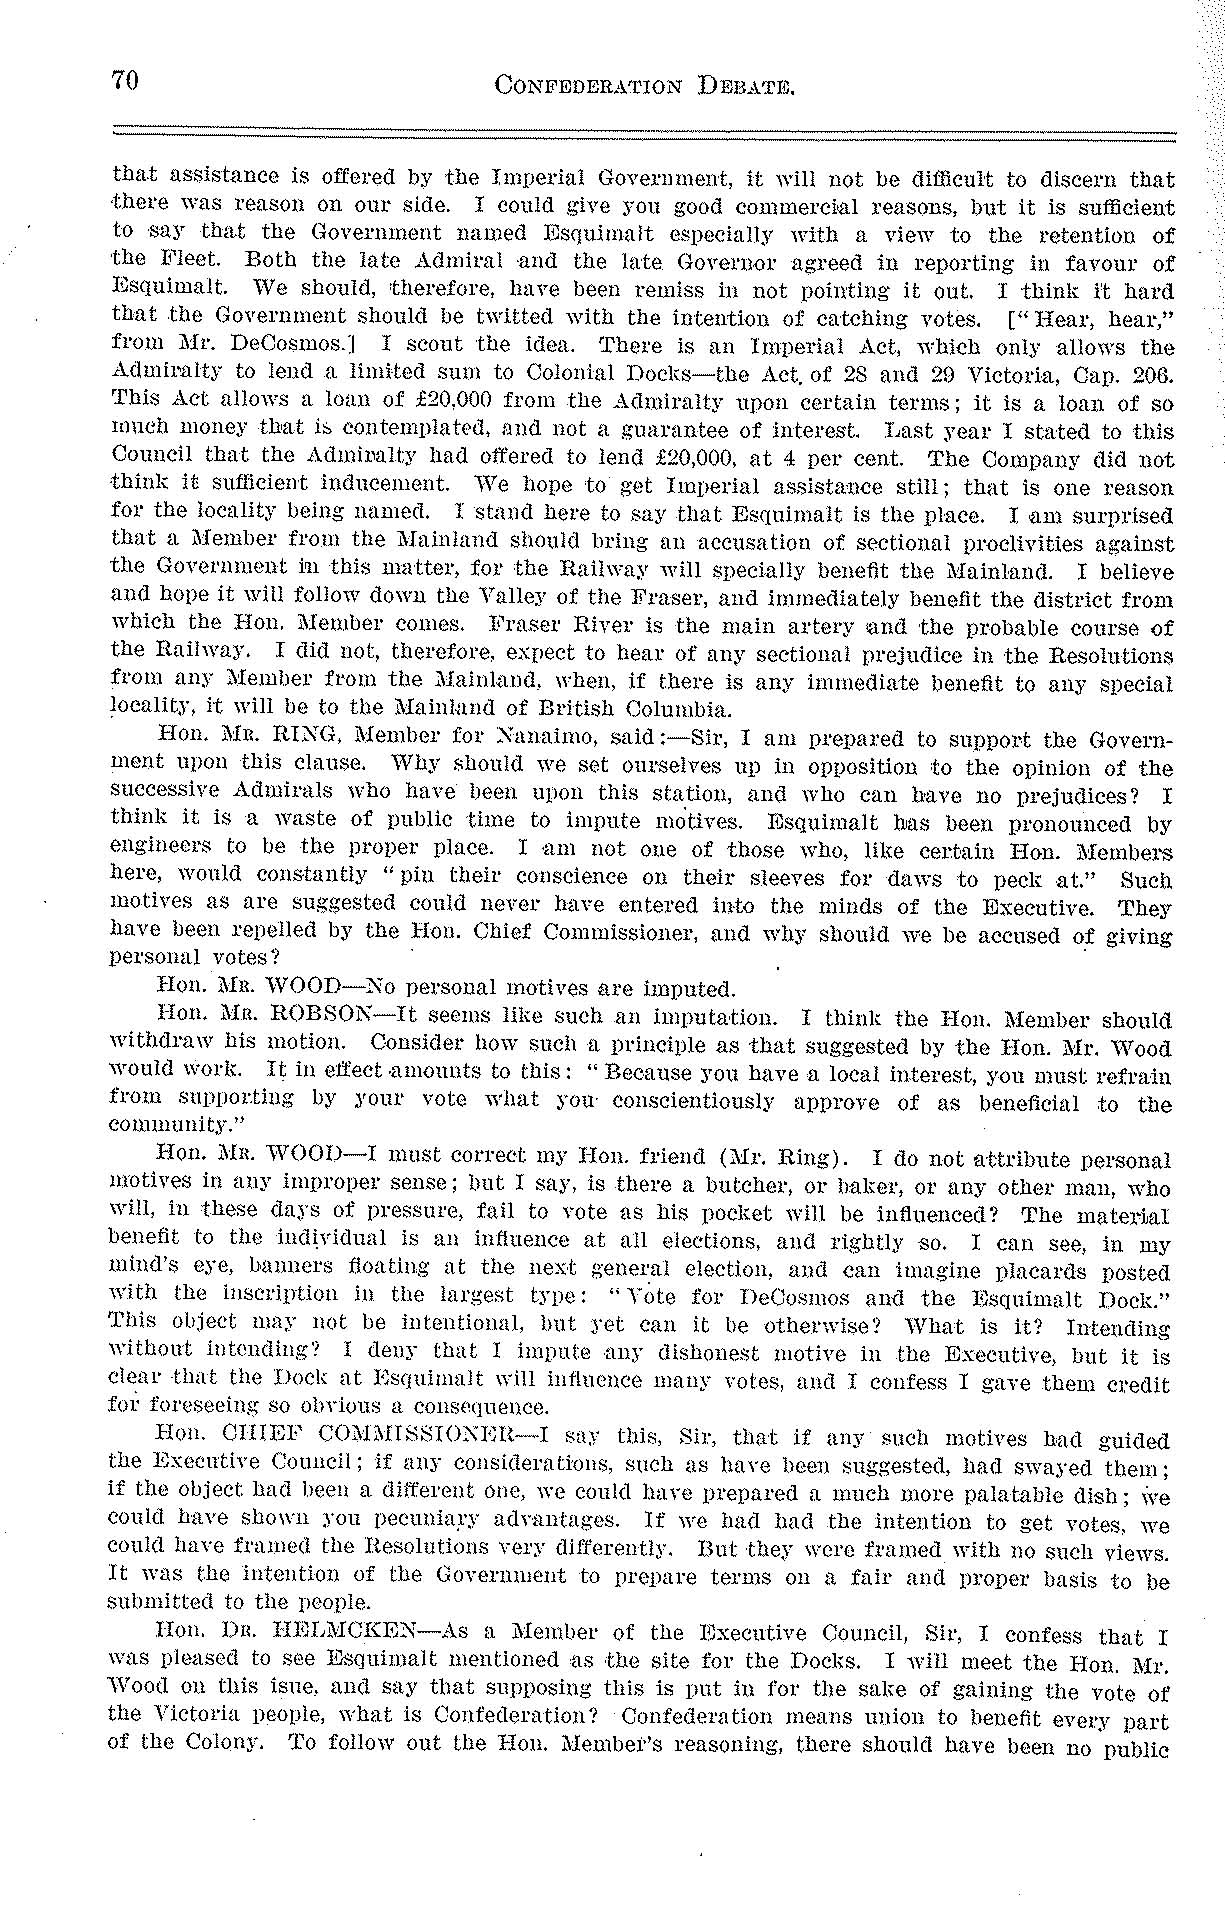 70
CONFEDERATION DEBATE.
that assistance is offered by the Imperial Government, it will not be difficult to discern that
there was reason on our side. I could give you good commercial reasons, but it is sufficient
to say that the Government named Esquimalt especially with a view to the retention of
the Fleet. Both the late Admiral and the late Governor agreed in reporting in favour of
Esquimalt. We should, therefore, have been remiss in not pointing it out. I think it hard
that the Government should be twitted with the intention of catching votes. ["Hear, hear,"
from Mr. DeCosmos.] I scout the idea. There is an Imperial Act, which only allows the
Admiralty to lend a limited sum to Colonial Docks—the Act of 28 and 29 Victoria, Cap. 206.
This Act allows a loan of £20,000 from the Admiralty upon certain terms; it is a loan of so
much money that is contemplated, and not a guarantee of interest. Last year I stated to this
Council that the Admiralty had offered to lend £20,000, at 4 per cent. The Company did not
think it sufficient inducement. We hope to get Imperial assistance still; that is one reason
for the locality being named. I stand here to say that Esquimalt is the place. I am surprised
that a Member from the Mainland should bring an accusation of sectional proclivities against
the Government in this matter, for the Railway will specially benefit the Mainland. I believe
and hope it will follow down the Valley of the Fraser, and immediately benefit the district from
which the Hon. Member comes. Fraser River is the main artery and the probable course of
the Railway. I did not, therefore, expect to hear of any sectional prejudice in the Resolutions
from any Member from the Mainland, when, if there is any immediate benefit to any special
locality, it will be to the Mainland of British Columbia.
Hon. MR. RING, Member for Nanaimo, said:—Sir, I am prepared to support the Govern-
ment upon this clause. Why should we set ourselves up in opposition to the opinion of the
successive Admirals who have been upon this station, and who can have no prejudices? I
think it is a waste of public time to impute motives. Esquimalt has been pronounced by
engineers to be the proper place. I am not one of those who, like certain Hon. Members
here, would constantly "pin their conscience on their sleeves for daws to peck at." Such
motives as are suggested could never have entered into the minds of the Executive. They
have been repelled by the Hon. Chief Commissioner, and why should we be accused of giving
personal votes?
Hon. MR. WOOD—No personal motives are imputed.
Hon. MR. ROBSON—It seems like such an imputation. I think the Hon. Member should
withdraw his motion. Consider how such a principle as that suggested by the Hon. Mr. Wood
would work. It in effect amounts to this: "Because you have a local interest, you must refrain
from supporting by your vote what you conscientiously approve of as beneficial to the
community."
Hon. MR. WOOD—I must correct my Hon. friend (Mr. Ring). I do not attribute personal
motives in any improper sense; but I say, is there a butcher, or baker, or any other man, who
will, in these days of pressure, fail to vote as his pocket will be influenced? The material
benefit to the individual is an influence at all elections, and rightly so. I can see, in my
mind's eye, banners floating at the next general election, and can imagine placards posted
with the inscription in the largest type: "Vote for DeCosmos and the Esquimalt Dock."
This object may not be intentional, but yet can it be otherwise? What is it? Intending
without intending? I deny that I impute any dishonest motive in the Executive, but it is
clear that the Dock at Esquimalt will influence many votes, and I confess I gave them credit
for foreseeing so obvious a consequence.
Hon. CHIEF COMMISSIONER—I say this, Sir, that if any such motives had guided
the Executive Council; if any considerations, such as have been suggested, had swayed them;
if the object had been a different one, we could have prepared a much more palatable dish; we
could have shown you pecuniary advantages. If we had had the intention to get votes, we
could have framed the Resolutions very differently. But they were framed with no such views.
It was the intention of the Government to prepare terms on a fair and proper basis to be
submitted to the people.
Hon. DR. HELMCKEN—As a Member of the Executive Council, Sir, I confess that I
was pleased to see Esquimalt mentioned as the site for the Docks. I will meet the Hon. Mr.
Wood on this isue, and say that supposing this is put in for the sake of gaining the vote of
the Victoria people, what is Confederation? Confederation means union to benefit every part
of the Colony. To follow out the Hon. Member's reasoning, there should have been no public